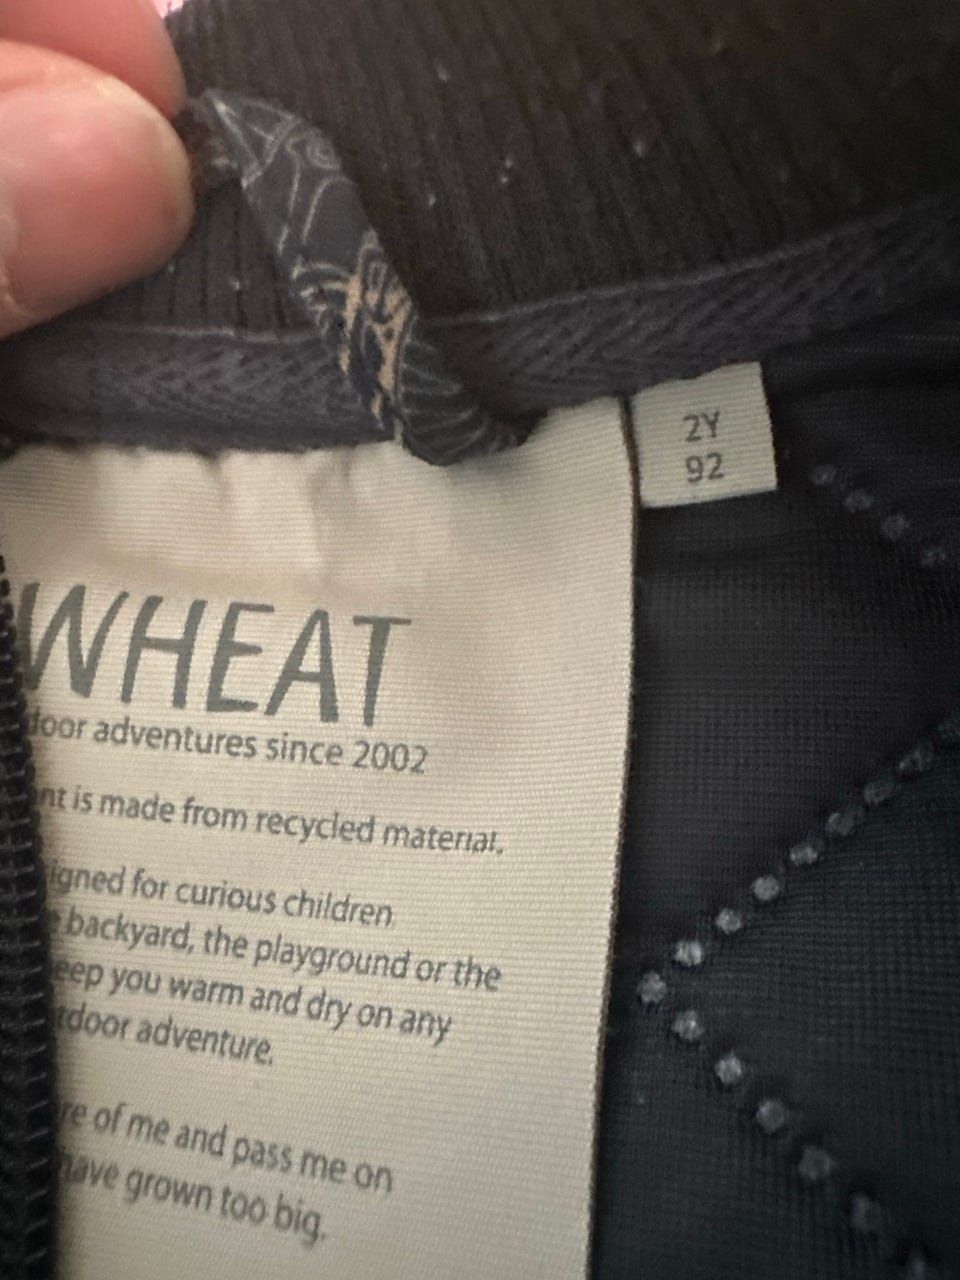 2Y
92
WHEAT
door adventures since 2002
nt is made from recycled material.
igned for curious children
backyard, the playground or the
eep you warm and dry on any
tdoor adventure.
re of me and pass me on
have grown too big.